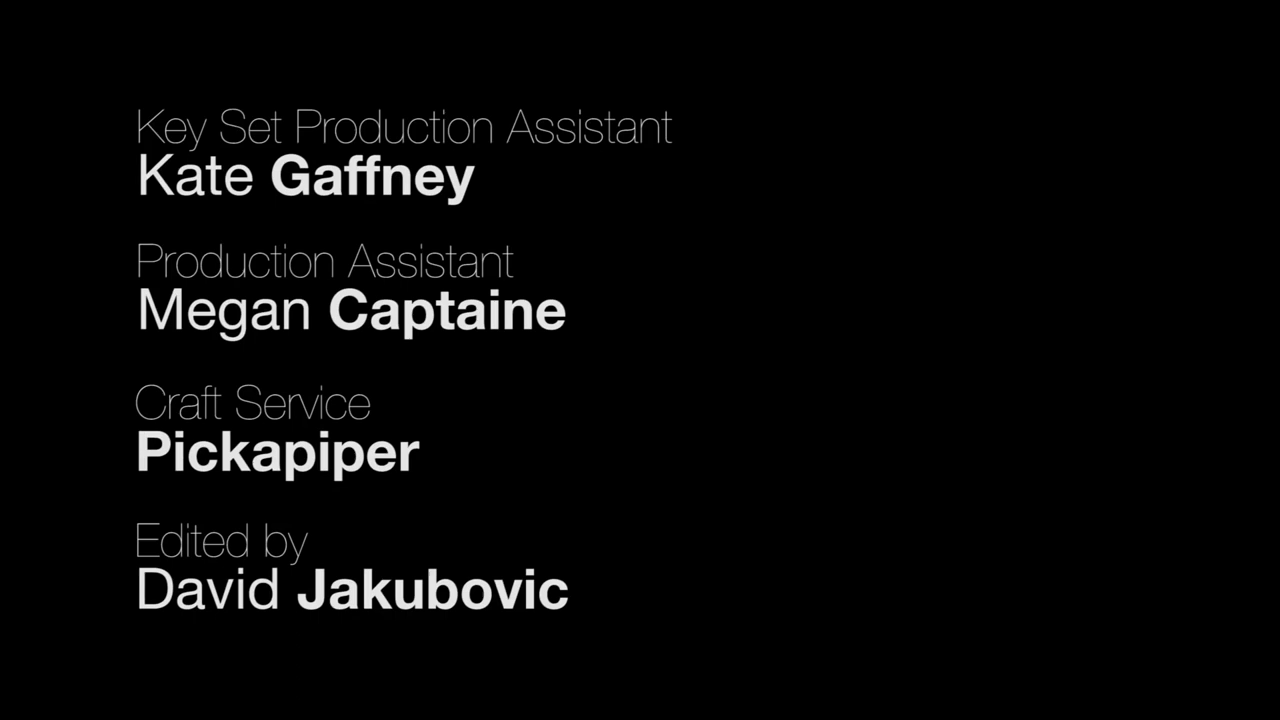 Key Set Production Assistant
Kate Gaffney
Production Assistant
Megan Captaine
Craft Service
Pickapiper
Edited by
David Jakubovic